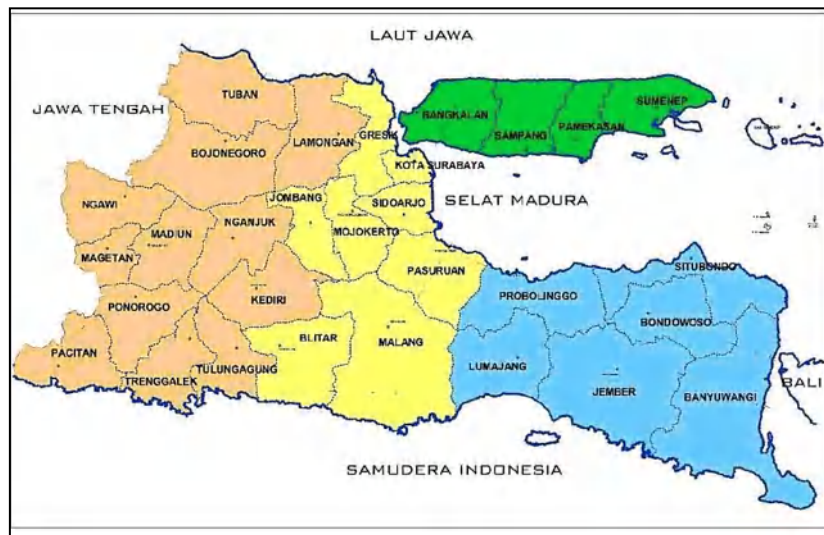 LAUT JAWA
JAWA TENGAH
TUBAN
BOJONEGORO
LAMONGAN
GRESIK
BANGKALAN
SAMPANG
PAMEKASAN
SUMENEP
KOTA SURABAYA
SELAT MADURA
NGAWI
MADIUN
NGANJUK
JOMBANG
MOJOKERTO
SIDOARJO
MAGETAN
PONOROGO
KEDIRI
PASURUAN
PROBOLINGGO
SITUBONDO
BONDOWOSO
PACITAN
TRENGGALEK
TULUNGAGUNG
BLITAR
MALANG
LUMAJANG
JEMBER
BANYUWANGI
BALI
SAMUDERA INDONESIA